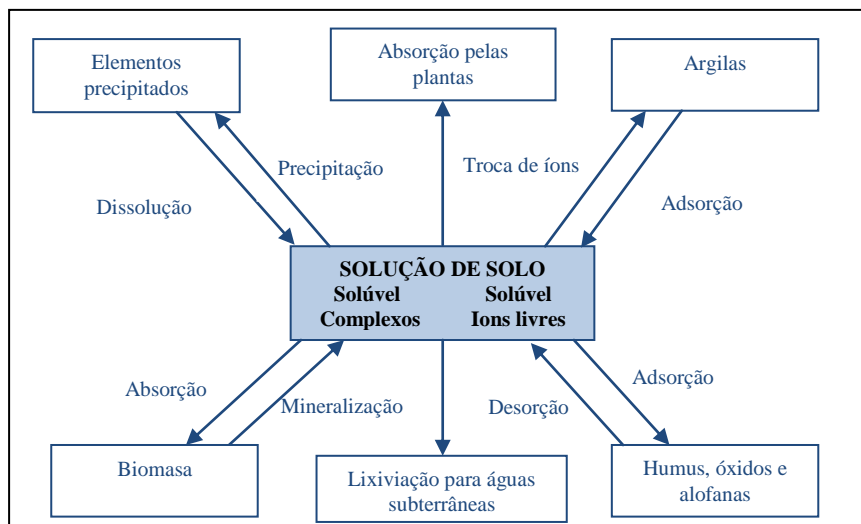 Elementos
precipitados
Absorção pelas
plantas
Argilas
Precipitação
Troca de íons
Dissolução
Adsorção
SOLUÇÃO DE SOLO
Solúvel Solúvel
Complexos Ions livres
Absorção
Mineralização
Desorção
Adsorção
Biomasa
Lixiviação para águas
subterrâneas
Humus, óxidos e
alofanas